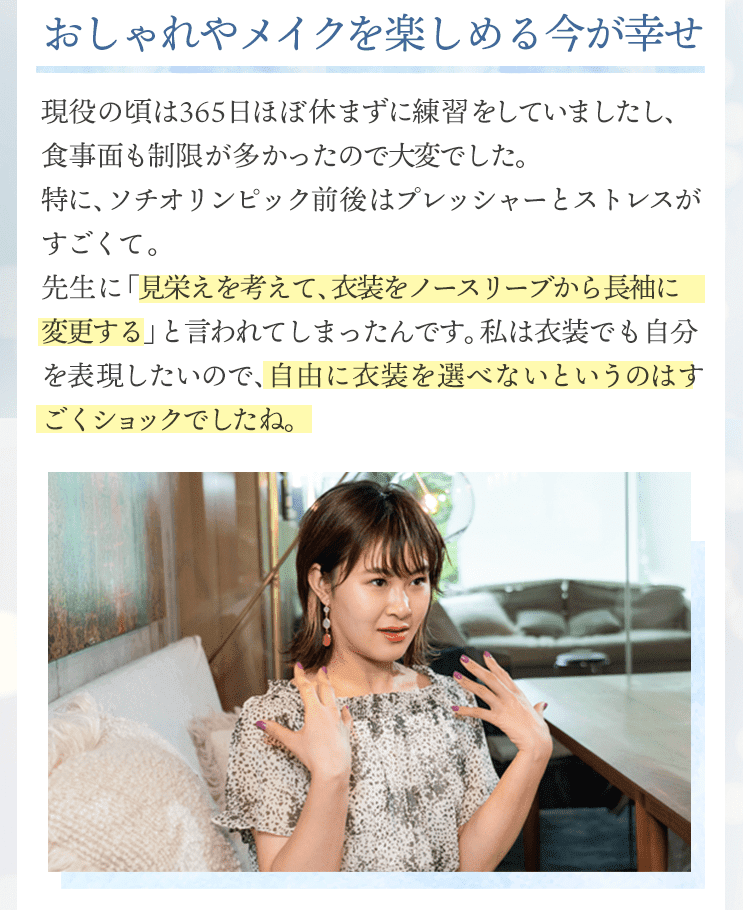 おしゃれやメイクを楽しめる今が幸せ
現役の頃は365日ほぼ休まずに練習をしていましたし、
食事面も制限が多かったので大変でした。
特に、ソチオリンピック前後はプレッシャーとストレスが
すごくて。
先生に「見栄えを考えて、衣装をノースリーブから長袖に
変更する」と言われてしまったんです。私は衣装でも自分
を表現したいので、自由に衣装を選べないというのはす
ごくショックでしたね。